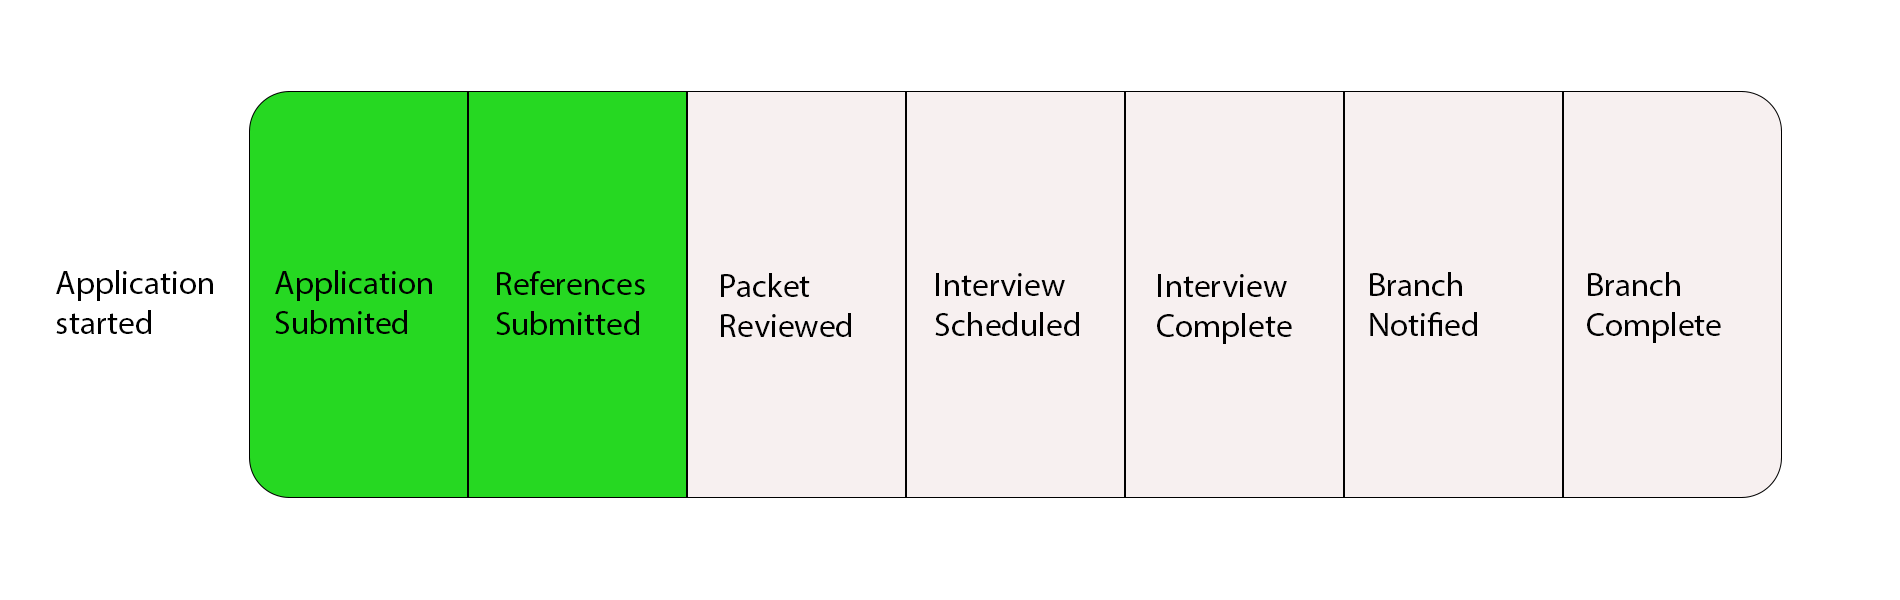 Application
started
Application
Submited
References
Submitted
Packet
Reviewed
Interview
Scheduled
Interview
Complete
Branch
Notified
Branch
Complete